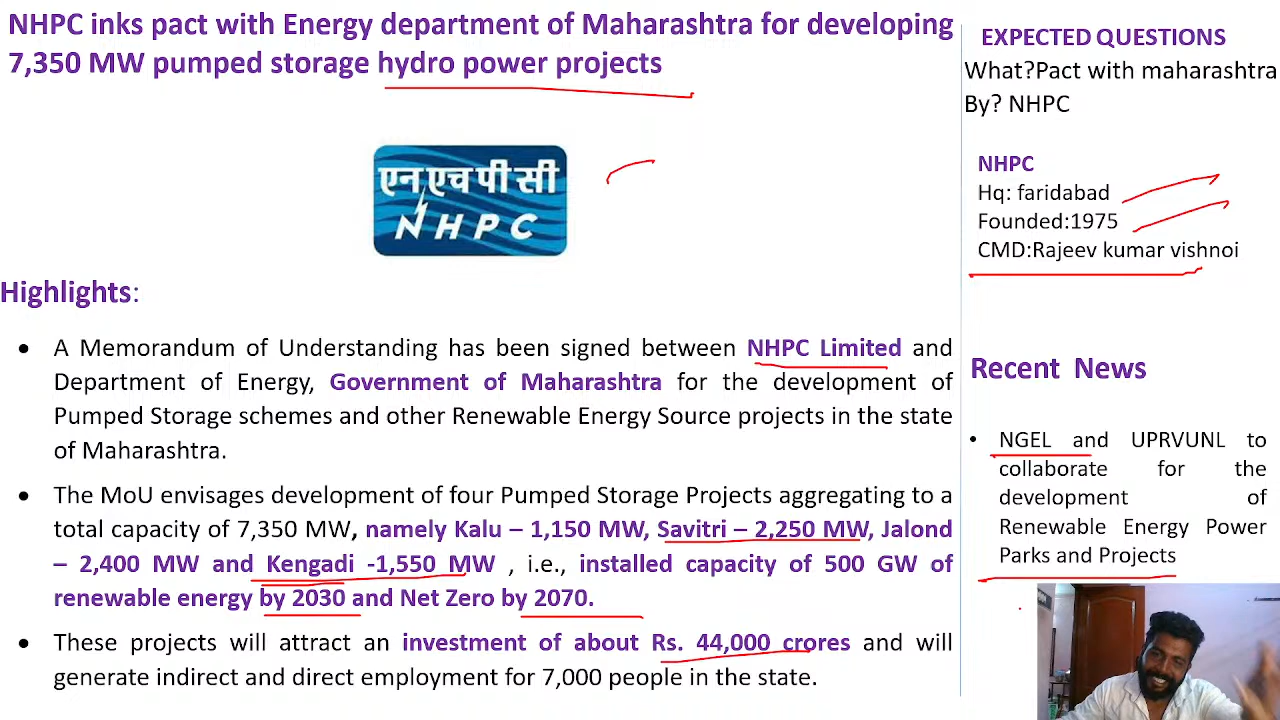 NHPC inks pact with Energy department of Maharashtra for developing
7,350 MW pumped storage hydro power projects
एनएचपीसी
NHPC
Highlights:
• A Memorandum of Understanding has been signed between NHPC Limited and
Department of Energy, Government of Maharashtra for the development of
Pumped Storage schemes and other Renewable Energy Source projects in the state
of Maharashtra.
• The MoU envisages development of four Pumped Storage Projects aggregating to a
total capacity of 7,350 MW, namely Kalu – 1,150 MW, Savitri – 2,250 MW, Jalond
– 2,400 MW and Kengadi -1,550 MW , i.e., installed capacity of 500 GW of
renewable energy by 2030 and Net Zero by 2070.
• These projects will attract an investment of about Rs. 44,000 crores and will
generate indirect and direct employment for 7,000 people in the state.
EXPECTED QUESTIONS
What?Pact with maharashtra
By? NHPC
NHPC
Hq: faridabad
Founded:1975
CMD:Rajeev kumar vishnoi
Recent News
• NGEL and UPRVUNL to
collaborate for the
development of
Renewable Energy Power
Parks and Projects